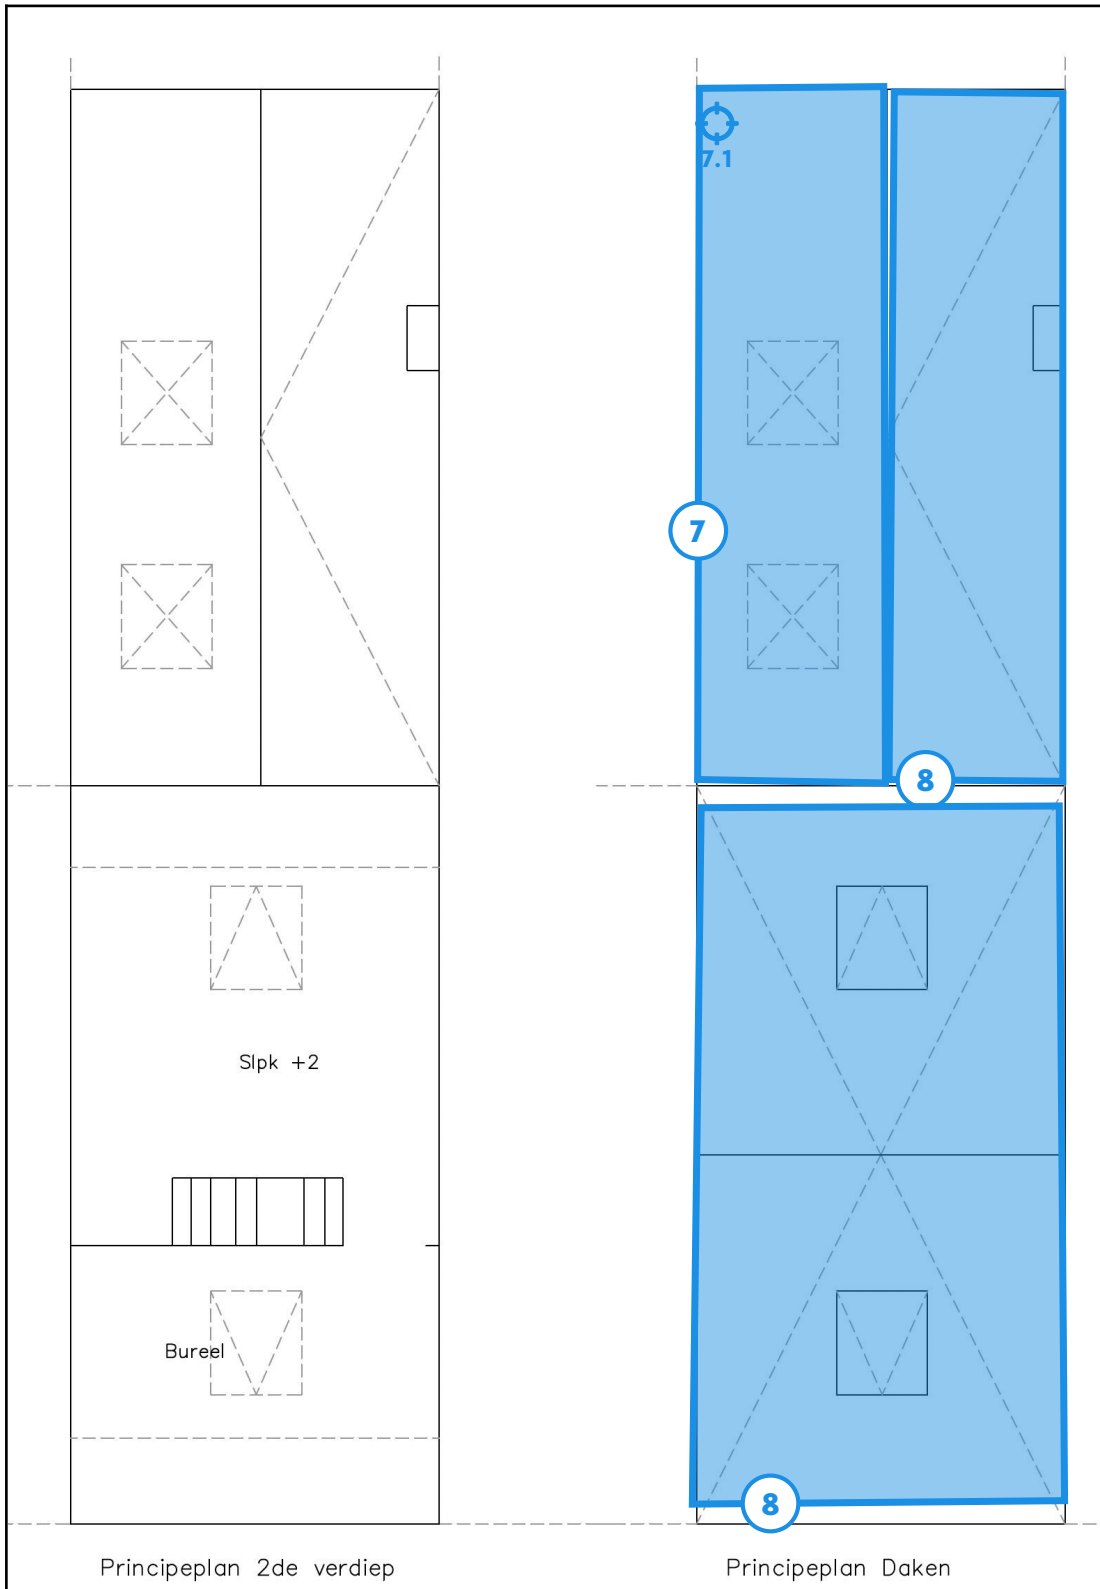 7.1
7
8
Slpk +2
Bureel
8
Principeplan 2de verdiep
Principeplan Daken